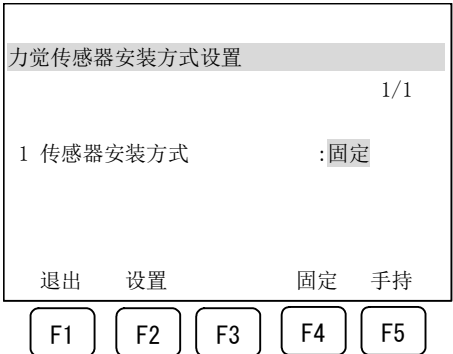 力觉传感器安装方式设置
1/1
1 传感器安装方式 :固定
退出 设置 固定 手持
F1 F2 F3 F4 F5